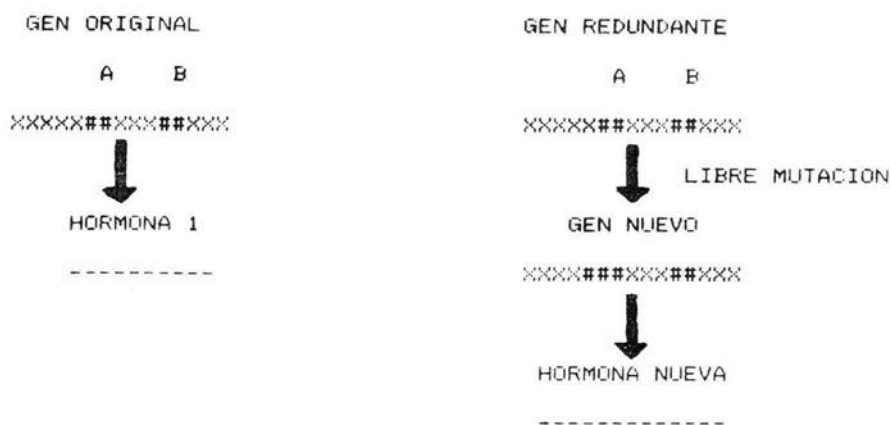 GEN ORIGINAL
A B
XXXXX##XXX##XXX
HORMONA 1
----------
GEN REDUNDANTE
A B
XXXXX##XXX##XXX
LIBRE MUTACION
GEN NUEVO
XXXX###XXX##XXX
HORMONA NUEVA
-------------